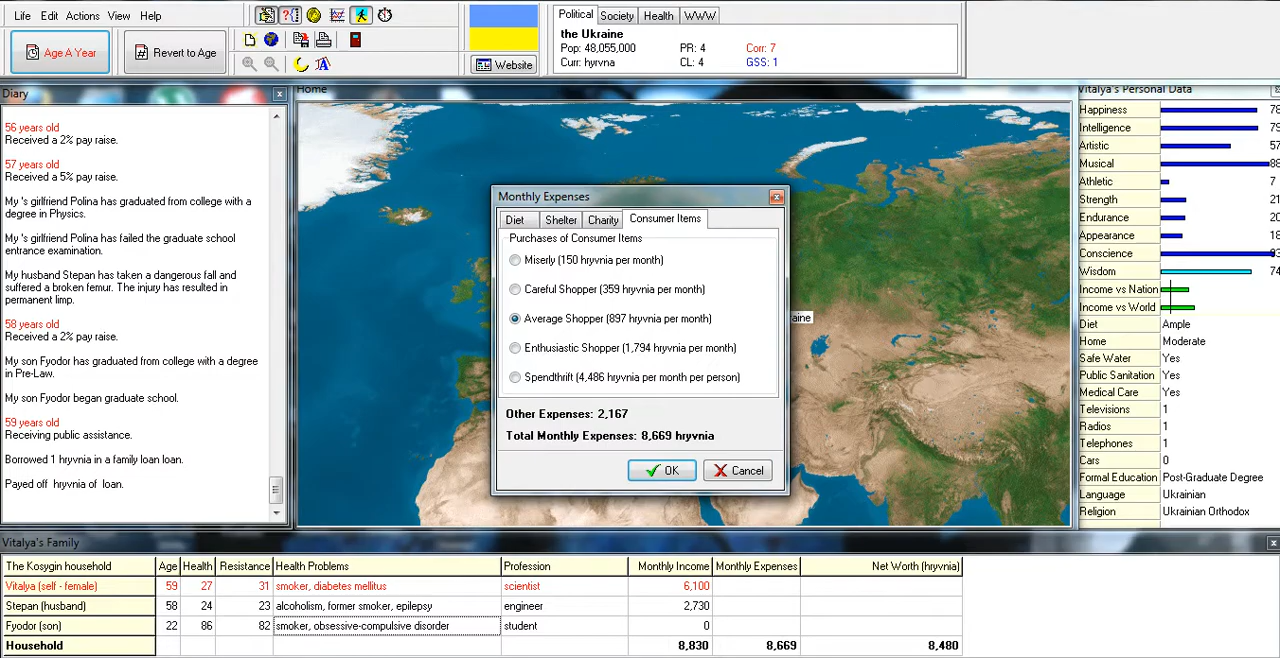 Life Edit Actions View Help
Age A Year
Revert to Age
Website
Political Society Health WWW
the Ukraine
Pop: 48,055,000 PR: 4 Corr: 7
Curr: hyrvna CL: 4 GSS: 1
Diary
56 years old
Received a 2% pay raise.
57 years old
Received a 5% pay raise.
My 's girlfriend Polina has graduated from college with a
degree in Physics.
My 's girlfriend Polina has failed the graduate school
entrance examination.
My husband Stepan has taken a dangerous fall and
suffered a broken femur. The injury has resulted in
permanent limp.
58 years old
Received a 2% pay raise.
My son Fyodor has graduated from college with a degree
in Pre-Law.
My son Fyodor began graduate school.
59 years old
Receiving public assistance.
Borrowed 1 hryvnia in a family loan loan.
Payed off hryvnia of loan.
Home
aine
Monthly Expenses
Diet Shelter Charity Consumer Items
Purchases of Consumer Items
Miserly (150 hryvnia per month)
Careful Shopper (359 hryvnia per month)
Average Shopper (897 hryvnia per month)
Enthusiastic Shopper (1,794 hryvnia per month)
Spendthrift (4,486 hryvnia per month per person)
Other Expenses: 2,167
Total Monthly Expenses: 8,669 hryvnia
OK Cancel
Vitalya's Personal Data
Happiness
Intelligence 79
Artistic 57
Musical 88
Athletic 7
Strength 21
Endurance
Appearance 18
Conscience
Wisdom 74
Income vs Nation
Income vs World
Diet Ample
Home Moderate
Safe Water Yes
Public Sanitation Yes
Medical Care Yes
Televisions 1
Radios 1
Telephones 1
Cars 0
Formal Education Post-Graduate Degree
Language Ukrainian
Religion Ukrainian Orthodox
Vitalya's Family
The Kosygin household Age Health Resistance Health Problems Profession Monthly Income Monthly Expenses Net Worth (hryvnia)
Vitalya (self - female) 59 27 31 smoker, diabetes mellitus scientist 6,100
Stepan (husband) 58 24 23 alcoholism, former smoker, epilepsy engineer 2,730
Fyodor (son) 22 86 82 smoker, obsessive-compulsive disorder student 0
Household 8,830 8,669 8,480